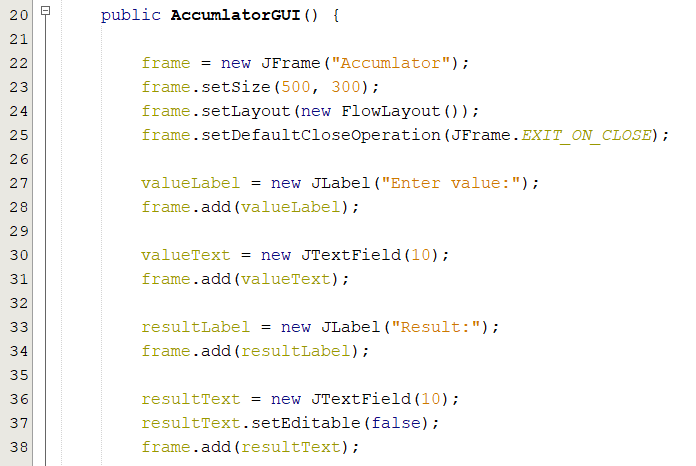 20 public AccumlatorGUI() {
21
22 frame = new JFrame("Accumlator");
23 frame.setSize(500, 300);
24 frame.setLayout(new FlowLayout());
25 frame.setDefaultCloseOperation(JFrame.EXIT_ON_CLOSE);
26
27 valueLabel = new JLabel("Enter value:");
28 frame.add(valueLabel);
29
30 valueText = new JTextField(10);
31 frame.add(valueText);
32
33 resultLabel = new JLabel("Result:");
34 frame.add(resultLabel);
35
36 resultText = new JTextField(10);
37 resultText.setEditable(false);
38 frame.add(resultText);